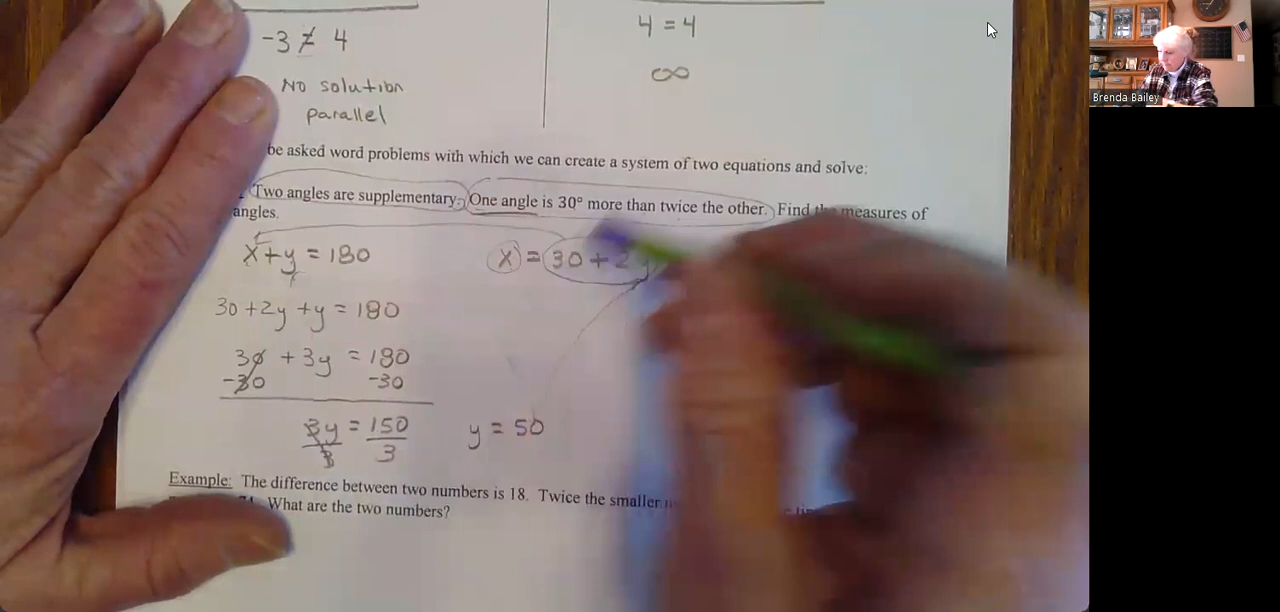 -3 ≠ 4
No solution
parallel
4 = 4
∞
Brenda Bailey
be asked word problems with which we can create a system of two equations and solve:
Two angles are supplementary. One angle is 30° more than twice the other. Find the measures of
angles.
x+y = 180
x = 30+2y
30+2y+y = 180
30 + 3y = 180
-30 -30
3y = 150
3 3
y = 50
Example: The difference between two numbers is 18. Twice the smaller
What are the two numbers?